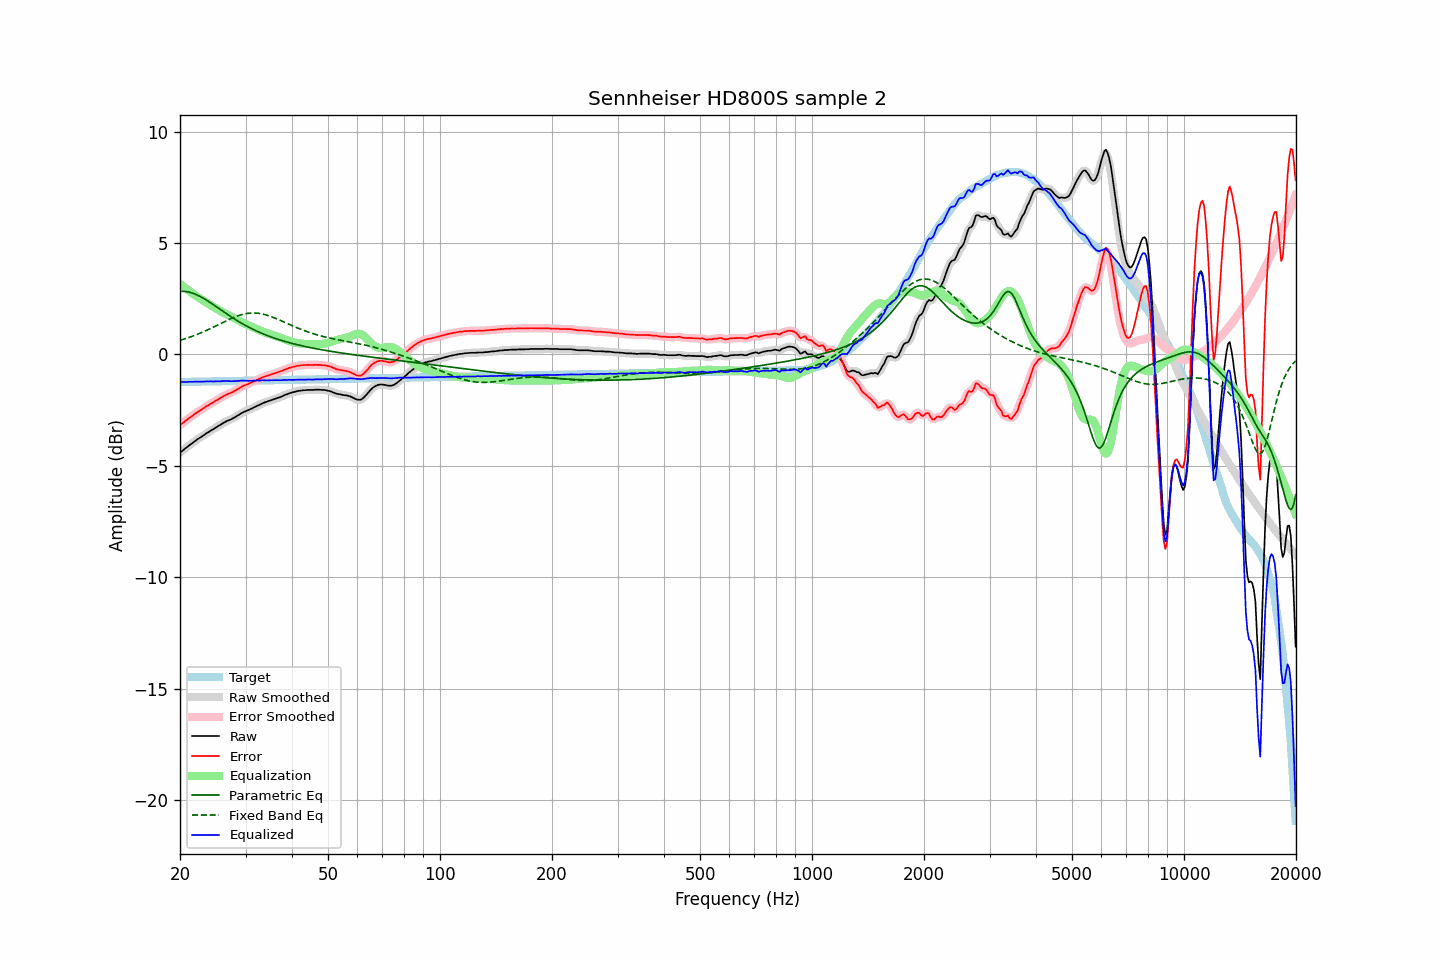 Sennheiser HD800S sample 2
10
5
0
−5
−10
−15
−20
Amplitude (dBr)
Target
Raw Smoothed
Error Smoothed
Raw
Error
Equalization
Parametric Eq
Fixed Band Eq
Equalized
20 50 100 200 500 1000 2000 5000 10000 20000
Frequency (Hz)